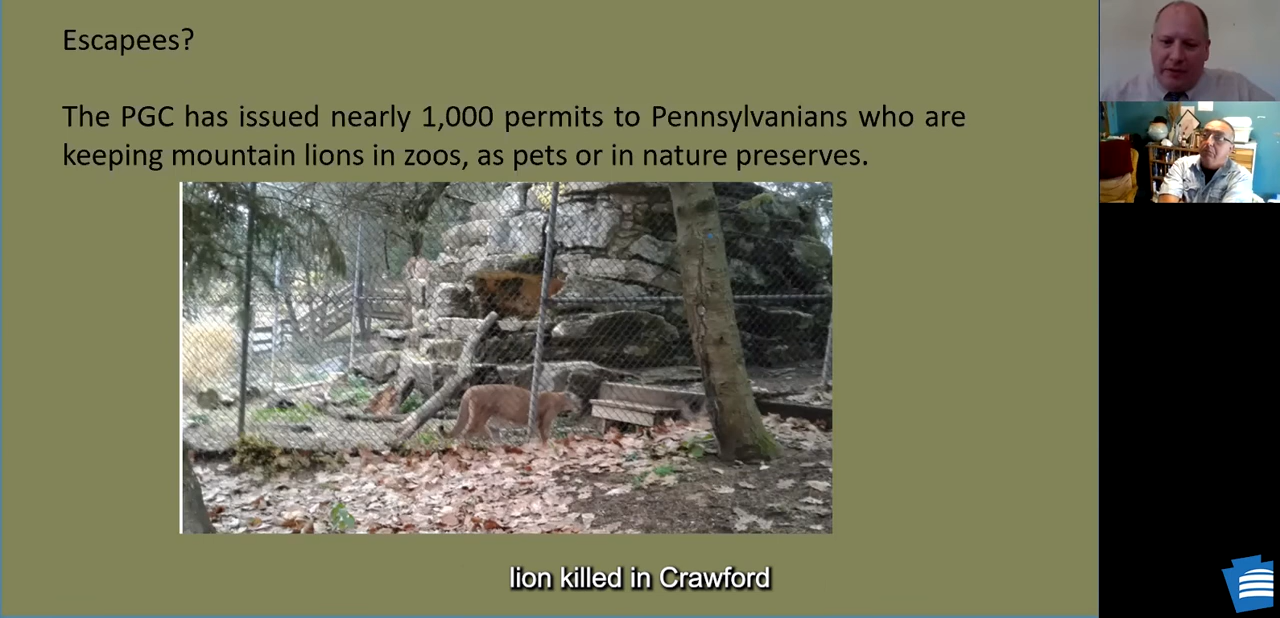 Escapees?
The PGC has issued nearly 1,000 permits to Pennsylvanians who are
keeping mountain lions in zoos, as pets or in nature preserves.
lion killed in Crawford